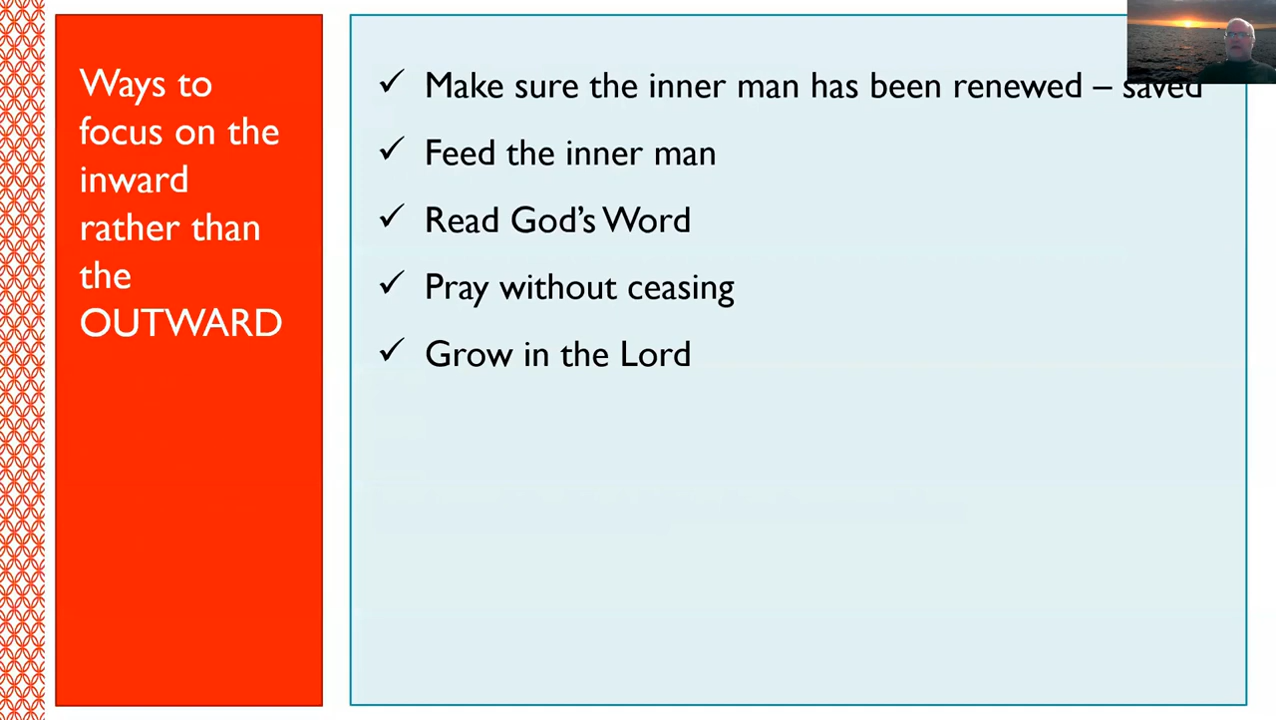 Ways to
focus on the
inward
rather than
the
OUTWARD
Make sure the inner man has been renewed – saved
Feed the inner man
Read God's Word
Pray without ceasing
Grow in the Lord